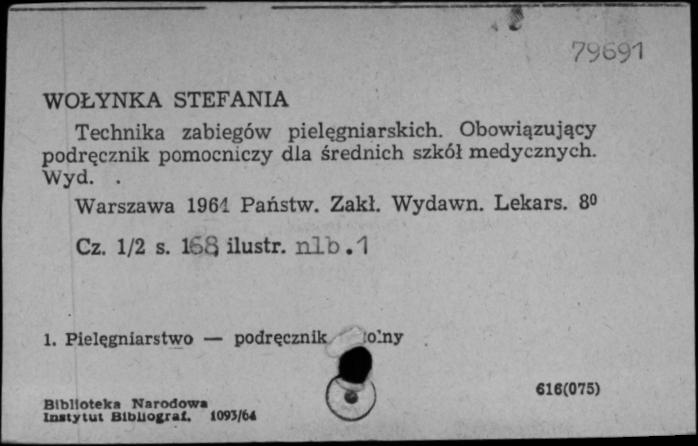 79691
WOŁYNKA STEFANIA
Technika zabiegów pielęgniarskich. Obowiązujący
podręcznik pomocniczy dla średnich szkół medycznych.
Wyd. .
Warszawa 1964 Państw. Zakł. Wydawn. Lekars. 8⁰
Cz. 1/2 s. 168, ilustr. nlb.1
1. Pielęgniarstwo — podręcznik
616(075)
Biblioteka Narodowa
Instytut Bibliograf. 1093/64